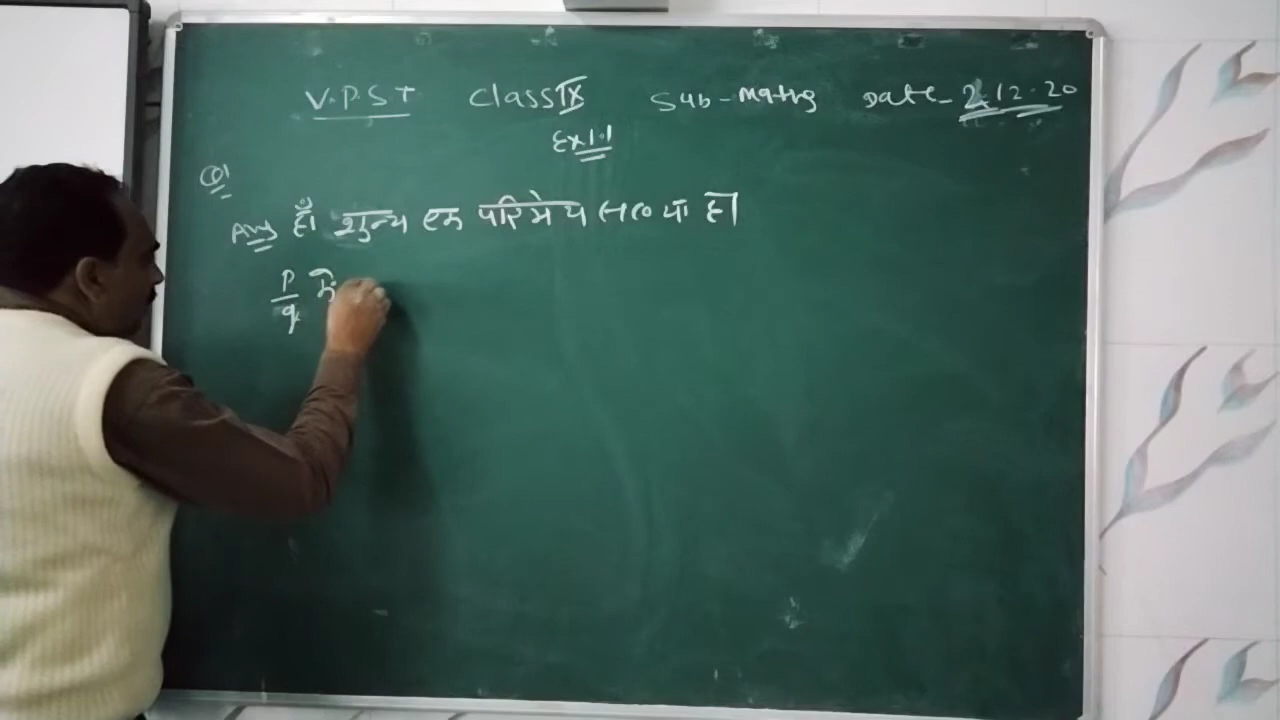 V.P.S.T Class IX Sub-Maths Date-2.12.20
Ex 1.1
Q1
Ans हाँ शुन्य एक परिमेय संख्या है।
p/q में